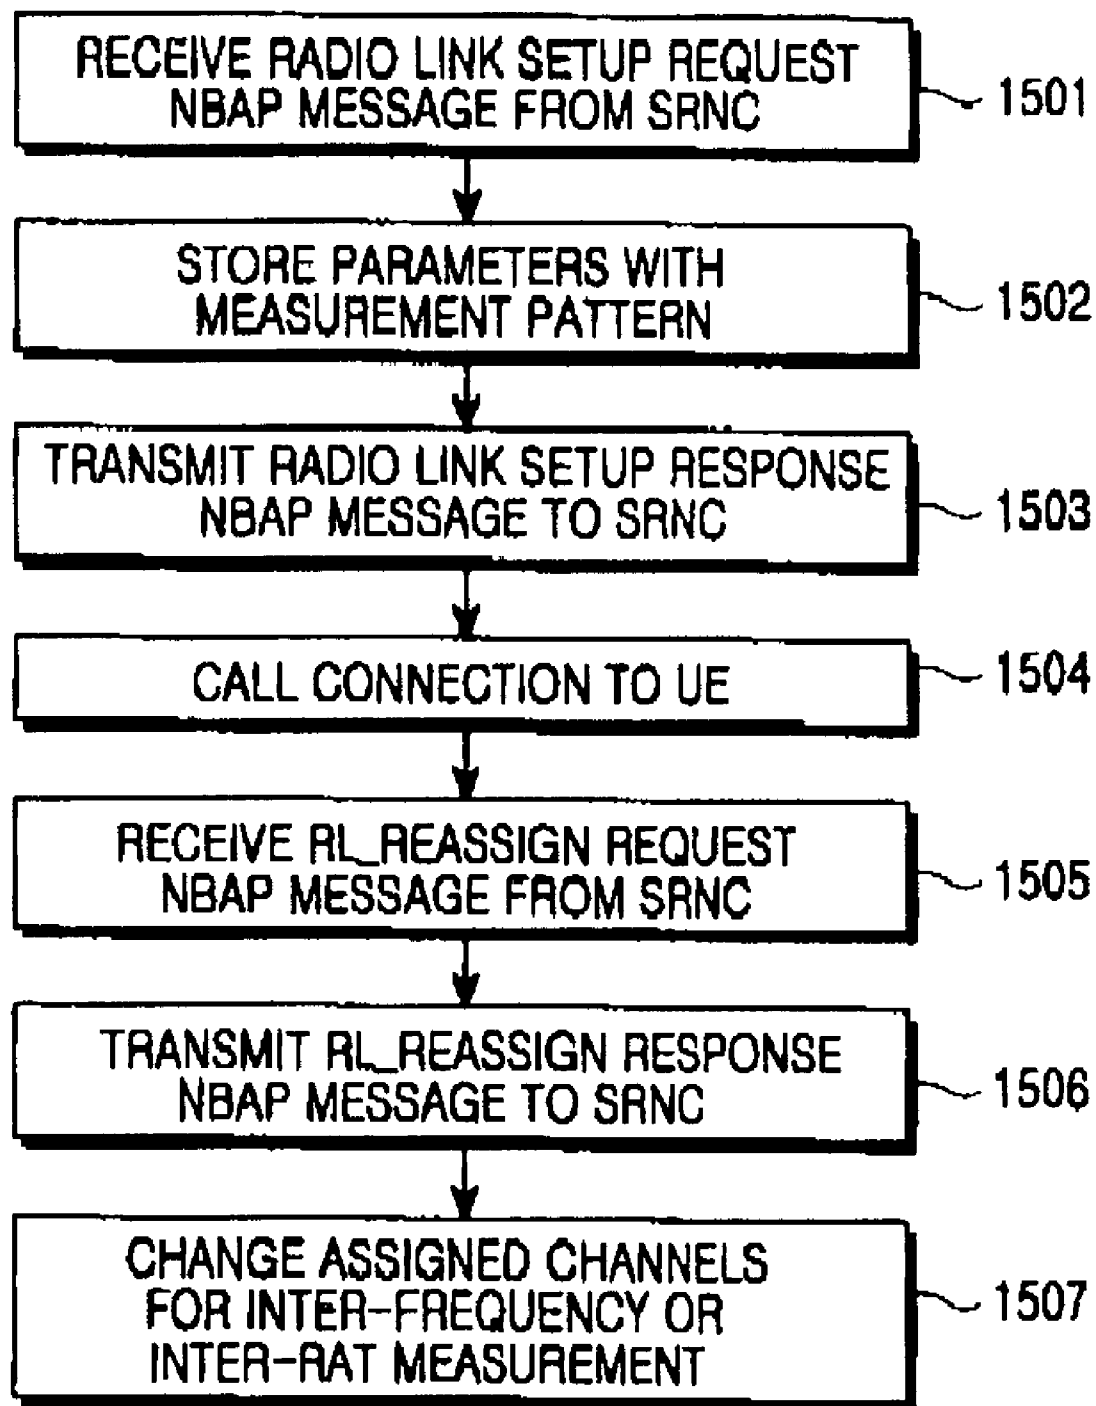 RECEIVE RADIO LINK SETUP REQUEST
NBAP MESSAGE FROM SRNC
1501
STORE PARAMETERS WITH
MEASUREMENT PATTERN
1502
TRANSMIT RADIO LINK SETUP RESPONSE
NBAP MESSAGE TO SRNC
1503
CALL CONNECTION TO UE
1504
RECEIVE RL_REASSIGN REQUEST
NBAP MESSAGE FROM SRNC
1505
TRANSMIT RL_REASSIGN RESPONSE
NBAP MESSAGE TO SRNC
1506
CHANGE ASSIGNED CHANNELS
FOR INTER-FREQUENCY OR
INTER-RAT MEASUREMENT
1507